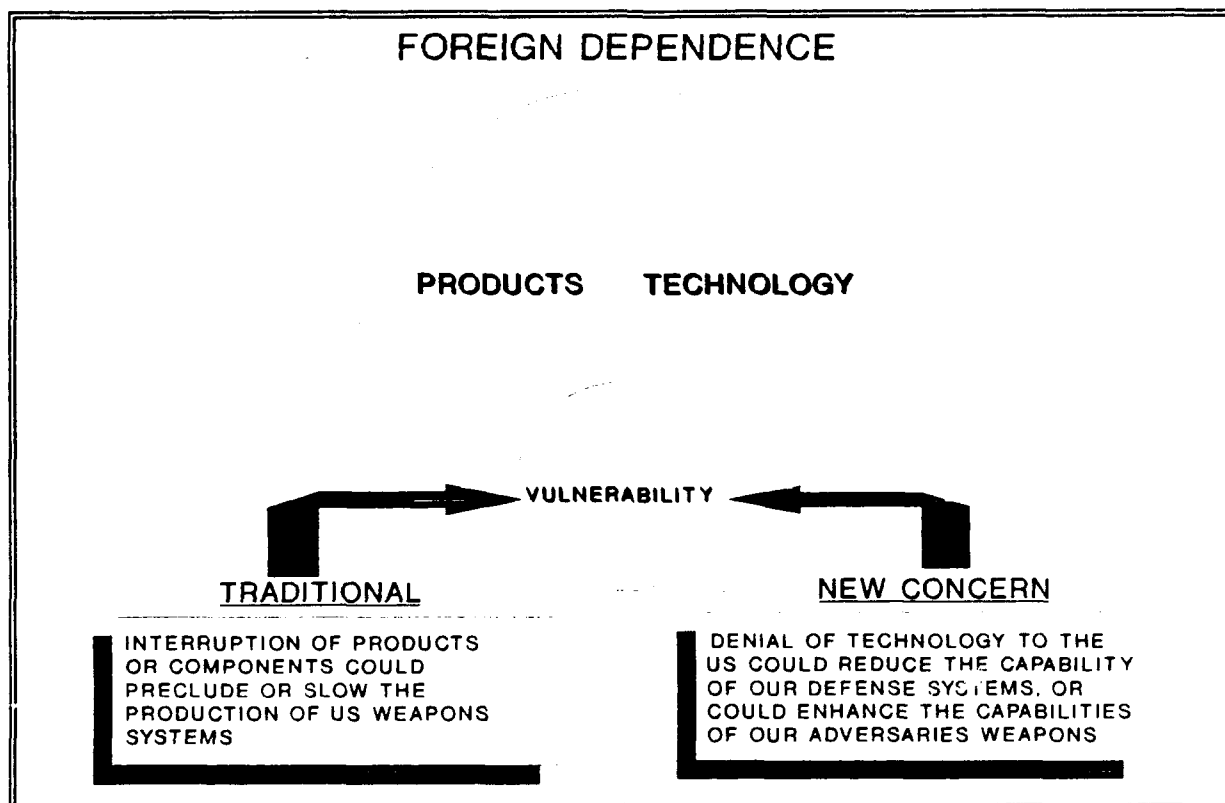 FOREIGN DEPENDENCE
PRODUCTS TECHNOLOGY
VULNERABILITY
TRADITIONAL
INTERRUPTION OF PRODUCTS
OR COMPONENTS COULD
PRECLUDE OR SLOW THE
PRODUCTION OF US WEAPONS
SYSTEMS
NEW CONCERN
DENIAL OF TECHNOLOGY TO THE
US COULD REDUCE THE CAPABILITY
OF OUR DEFENSE SYSTEMS, OR
COULD ENHANCE THE CAPABILITIES
OF OUR ADVERSARIES WEAPONS